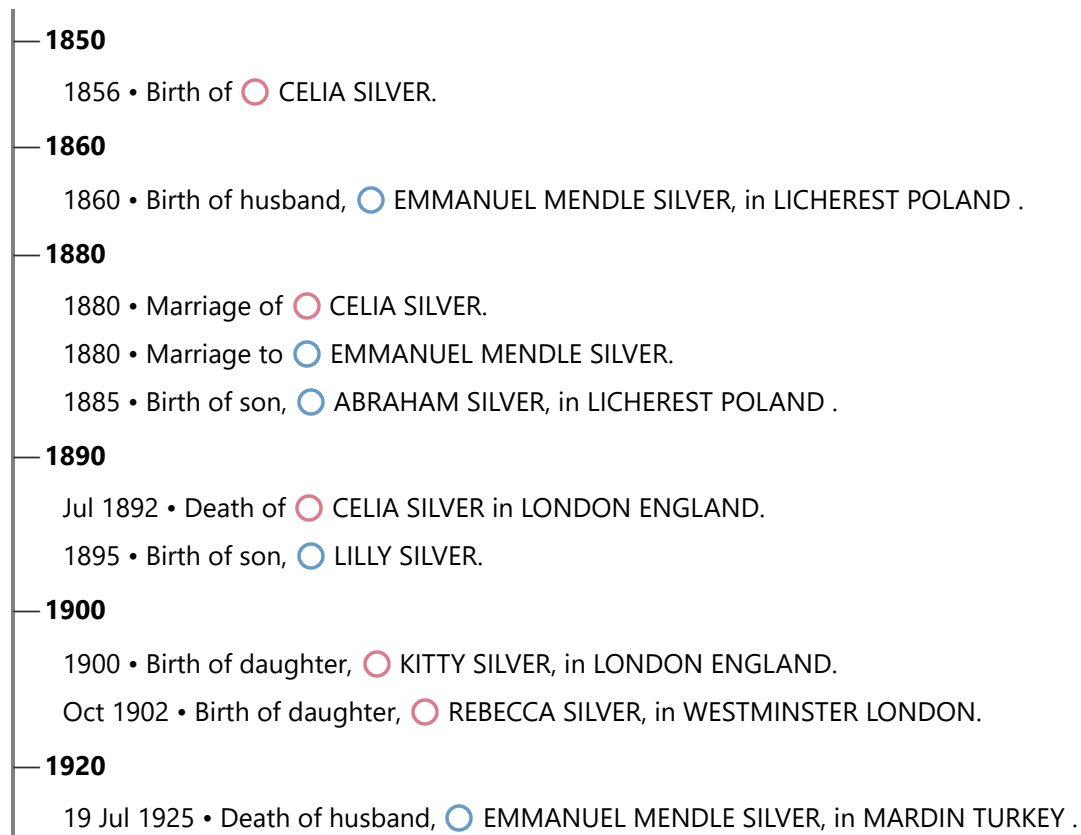 1850
1856 • Birth of CELIA SILVER.
1860
1860 • Birth of husband, EMMANUEL MENDLE SILVER, in LICHEREST POLAND .
1880
1880 • Marriage of CELIA SILVER.
1880 • Marriage to EMMANUEL MENDLE SILVER.
1885 • Birth of son, ABRAHAM SILVER, in LICHEREST POLAND .
1890
Jul 1892 • Death of CELIA SILVER in LONDON ENGLAND.
1895 • Birth of son, LILLY SILVER.
1900
1900 • Birth of daughter, KITTY SILVER, in LONDON ENGLAND.
Oct 1902 • Birth of daughter, REBECCA SILVER, in WESTMINSTER LONDON.
1920
19 Jul 1925 • Death of husband, EMMANUEL MENDLE SILVER, in MARDIN TURKEY .